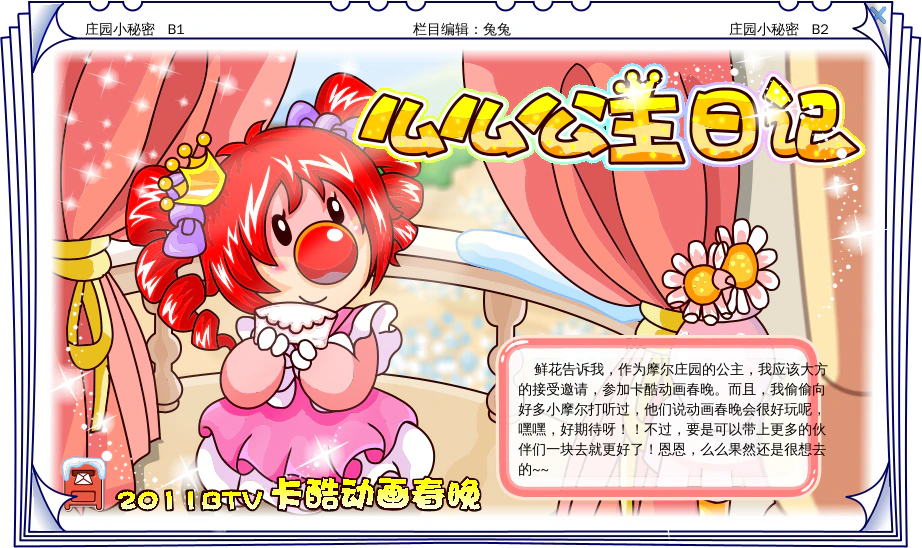 庄园小秘密 B1
栏目编辑：兔兔
庄园小秘密 B2
么么公主日记
鲜花告诉我，作为摩尔庄园的公主，我应该大方
的接受邀请，参加卡酷动画春晚。而且，我偷偷向
好多小摩尔打听过，他们说动画春晚会很好玩呢，
嘿嘿，好期待呀！！不过，要是可以带上更多的伙
伴们一块去就更好了！恩恩，么么果然还是很想去
的~~
2011BTV卡酷动画春晚